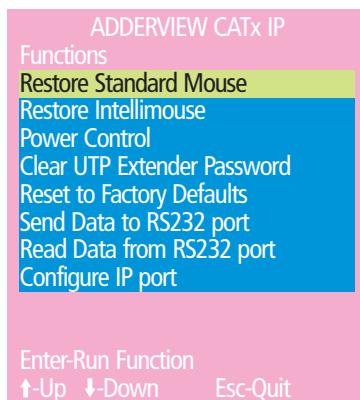 ADDERVIEW CATx IP
Functions
Restore Standard Mouse
Restore Intellimouse
Power Control
Clear UTP Extender Password
Reset to Factory Defaults
Send Data to RS232 port
Read Data from RS232 port
Configure IP port
Enter-Run Function
↑-Up ↓-Down Esc-Quit